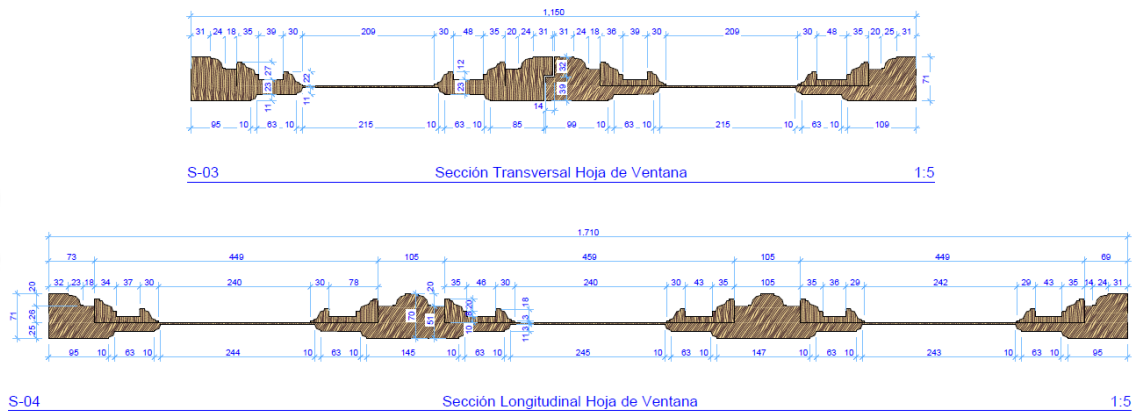 1,150
31 24 18 35 39 30 209 30 48 35 20 24 31 31 24 18 36 39 30 209 30 48 35 20 25 31
27 22 12 32 71
23 11 11 23 39
14
95 10 63 10 215 10 63 85 99 10 63 10 215 10 63 10 109
S-03 Sección Transversal Hoja de Ventana 1:5
1.710
73 449 105 459 105 449 69
32 23 18 34 37 30 240 30 78 35 46 30 240 30 43 35 105 35 36 29 242 29 43 35 14 24 31
20 20 20 18
71 26 70 51
25 10 11
95 10 63 10 244 10 63 10 145 10 63 10 245 10 63 10 147 10 63 10 243 10 63 10 95
S-04 Sección Longitudinal Hoja de Ventana 1:5